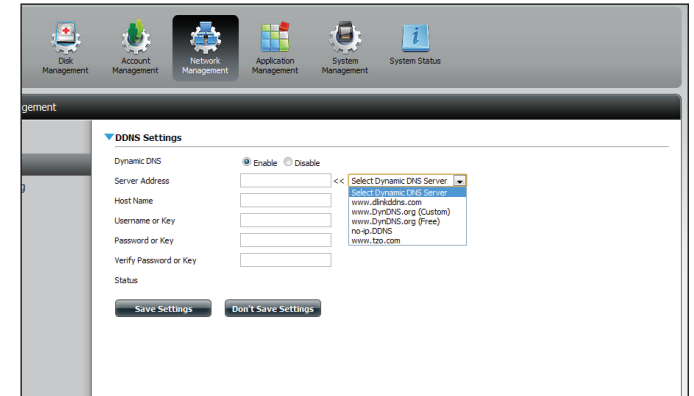 Disk Management
Account Management
Network Management
Application Management
System Management
System Status
gement
DDNS Settings
Dynamic DNS
Enable
Disable
Server Address
<<
Select Dynamic DNS Server
Select Dynamic DNS Server
www.dlinkddns.com
www.DynDNS.org (Custom)
www.DynDNS.org (Free)
no-ip.DDNS
www.tzo.com
g
Host Name
Username or Key
Password or Key
Verify Password or Key
Status
Save Settings
Don't Save Settings